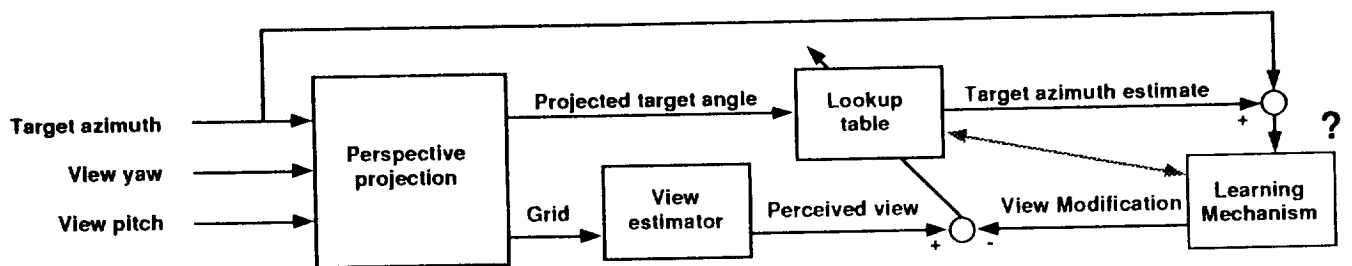 Target azimuth
View yaw
View pitch
Perspective
projection
Projected target angle
Lookup
table
Target azimuth estimate
+
?
Grid
View
estimator
Perceived view
+
-
View Modification
Learning
Mechanism